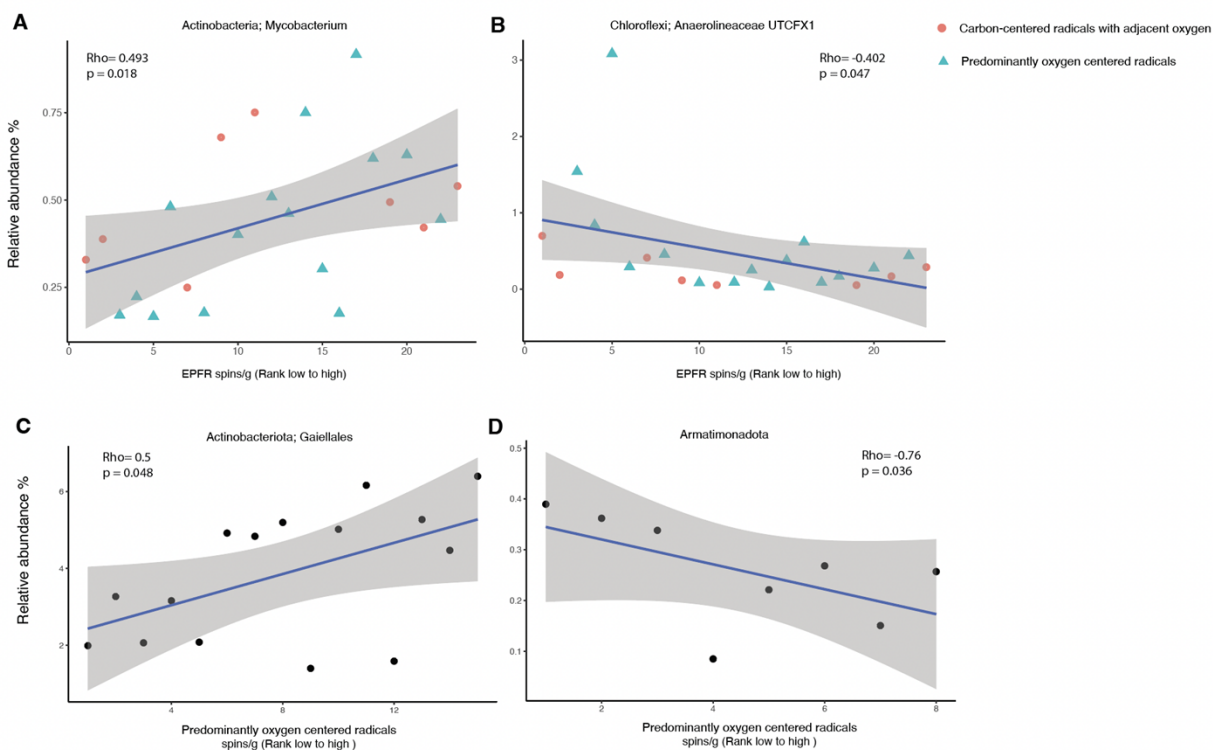 A
Actinobacteria; Mycobacterium
Rho= 0.493
p = 0.018
Relative abundance %
0.75
0.50
0.25
0 5 10 15 20
EPFR spins/g (Rank low to high)
B
Chloroflexi; Anaerolineaceae UTCFX1
Rho= -0.402
p = 0.047
3
2
1
0
0 5 10 15 20
EPFR spins/g (Rank low to high)
Carbon-centered radicals with adjacent oxygen
Predominantly oxygen centered radicals
C
Actinobacteriota; Gaiellales
Rho= 0.5
p = 0.048
Relative abundance %
6
4
2
4 8 12
Predominantly oxygen centered radicals
spins/g (Rank low to high )
D
Armatimonadota
Rho= -0.76
p = 0.036
0.5
0.4
0.3
0.2
0.1
2 4 6 8
Predominantly oxygen centered radicals
spins/g (Rank low to high )